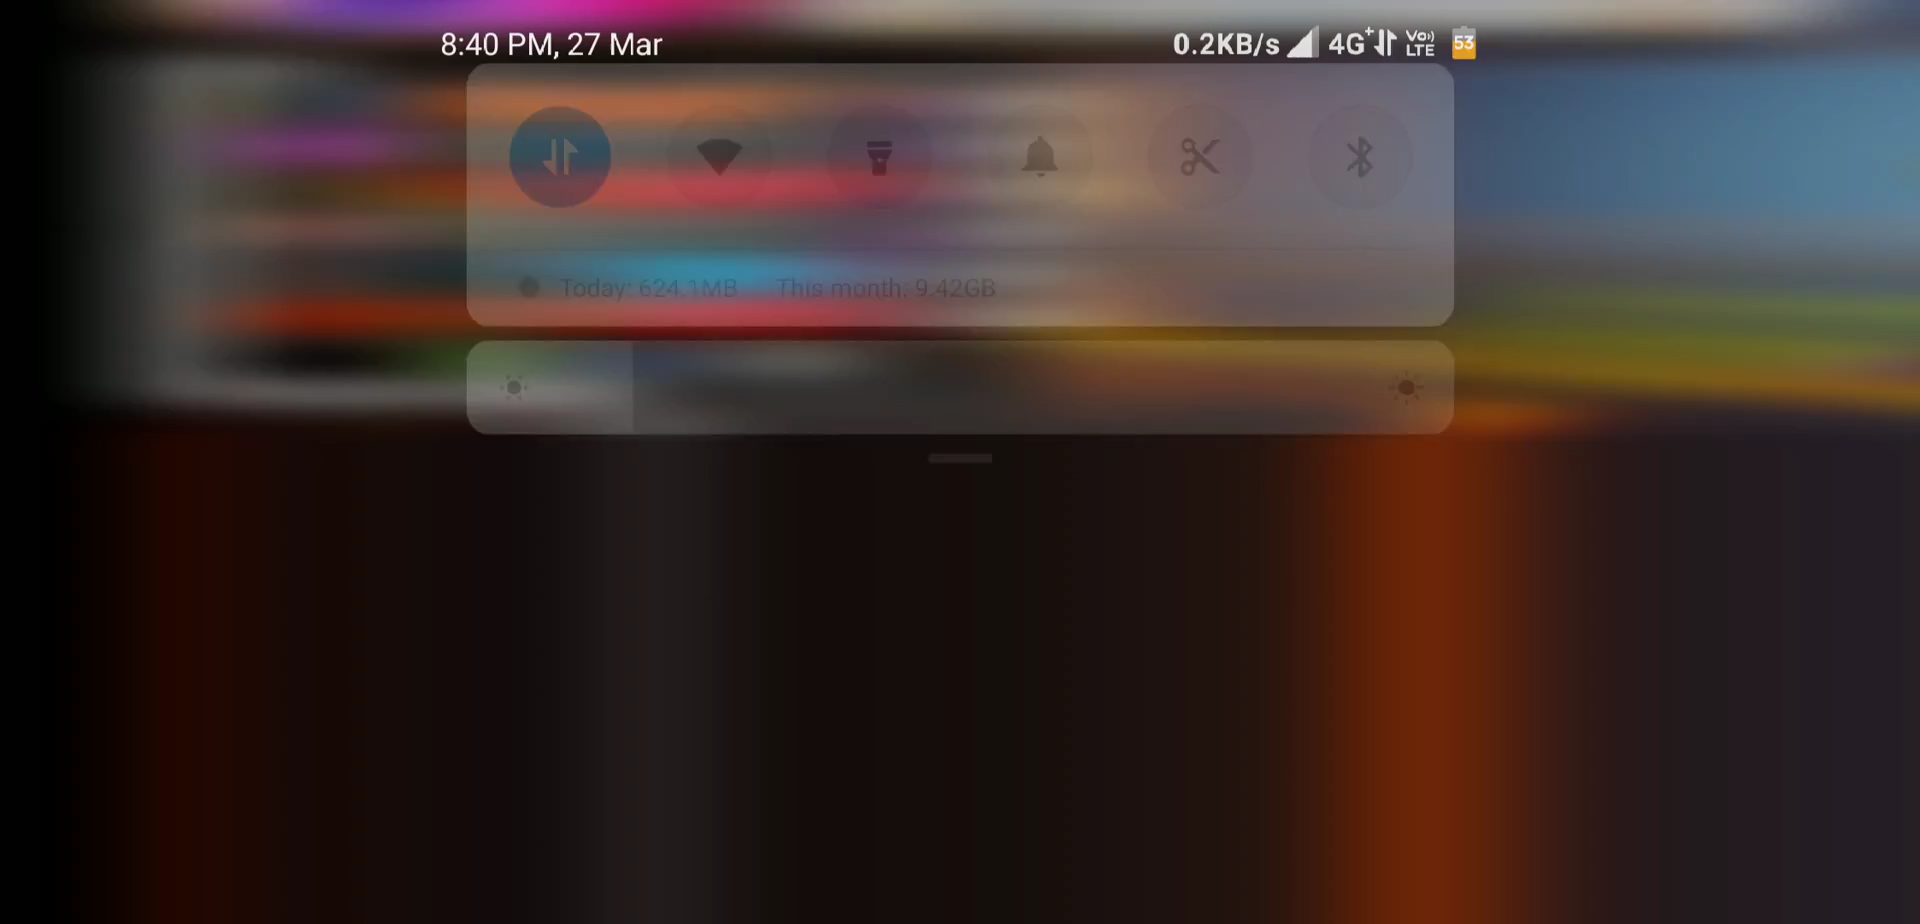 8:40 PM, 27 Mar 0.2KB/s 4G+ Vo)) LTE 53
Today: 624.1MB This month: 9.42GB